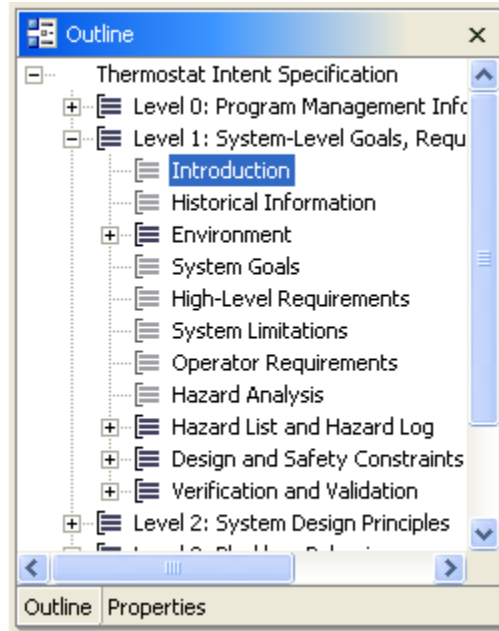 Outline
Thermostat Intent Specification
Level 0: Program Management Info
Level 1: System-Level Goals, Requ
Introduction
Historical Information
Environment
System Goals
High-Level Requirements
System Limitations
Operator Requirements
Hazard Analysis
Hazard List and Hazard Log
Design and Safety Constraints
Verification and Validation
Level 2: System Design Principles
Outline Properties